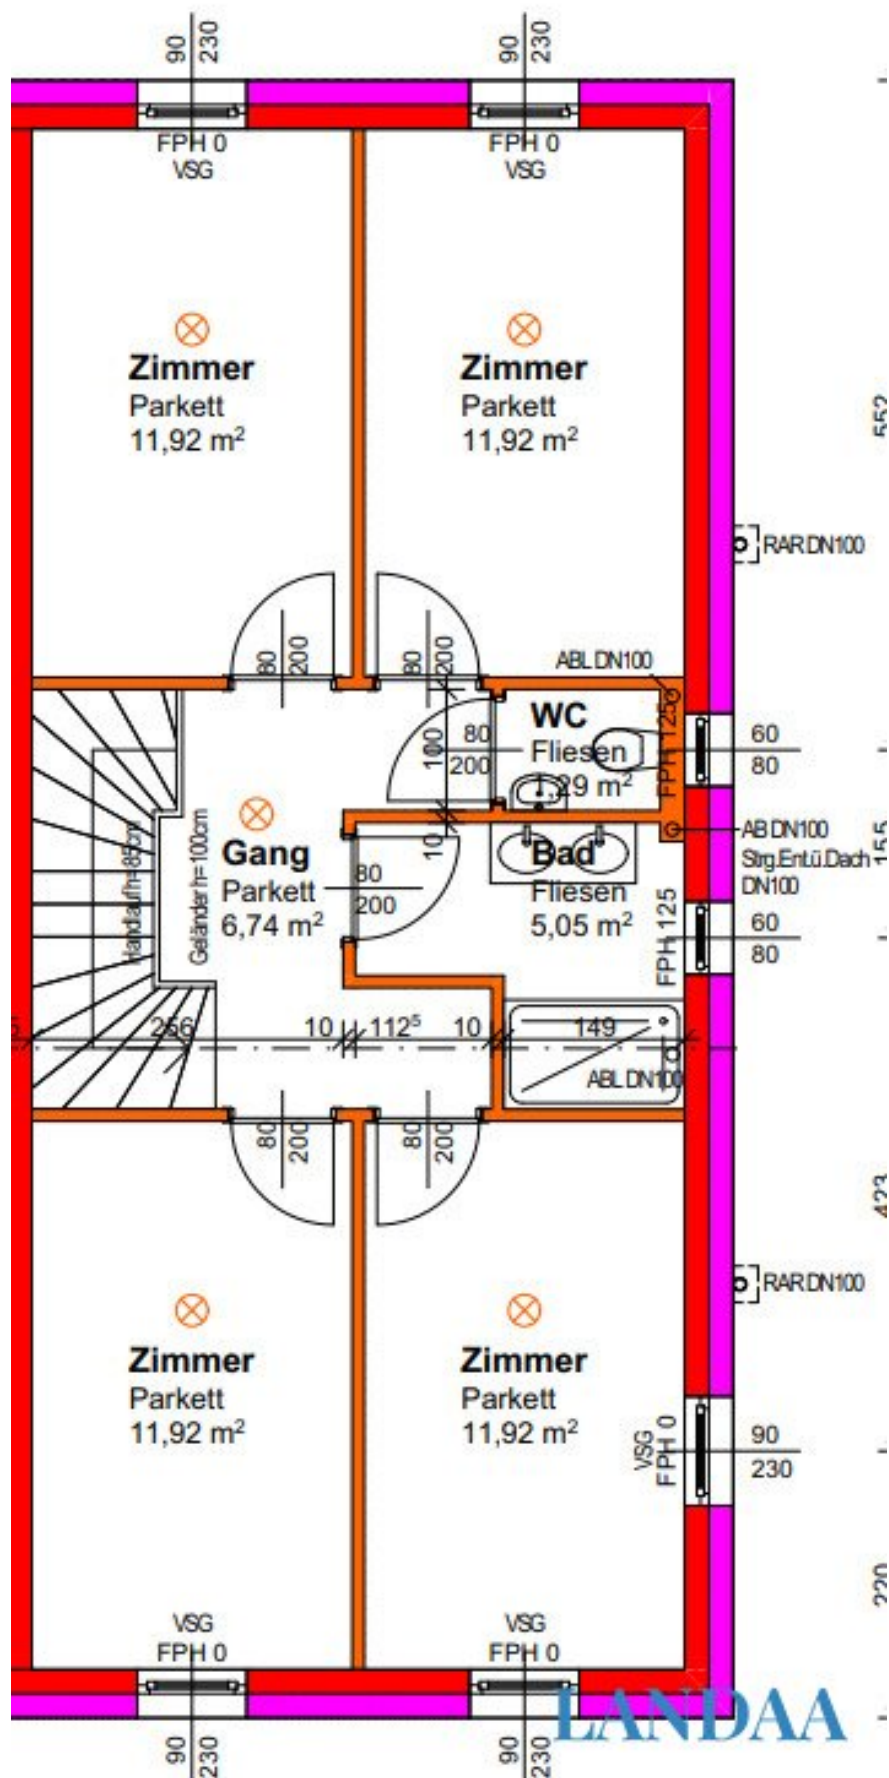 90
230
90
230
FPH 0
VSG
FPH 0
VSG
Zimmer
Parkett
11,92 m²
Zimmer
Parkett
11,92 m²
552
RAR DN100
80
200
80
200
ABL DN100
WC
Fliesen
,29 m²
80
200
100
FPH 125
60
80
10
AB DN100
Strg.Entü.Dach
DN100
155
Gang
Parkett
6,74 m²
Handlauf h=85cm
Geländer h=100cm
80
200
Bad
Fliesen
5,05 m²
FPH 125
60
80
256
10
112⁵
10
149
ABL DN100
80
200
80
200
423
RAR DN100
Zimmer
Parkett
11,92 m²
Zimmer
Parkett
11,92 m²
VSG
FPH 0
90
230
220
VSG
FPH 0
VSG
FPH 0
LANDAA
90
230
90
230